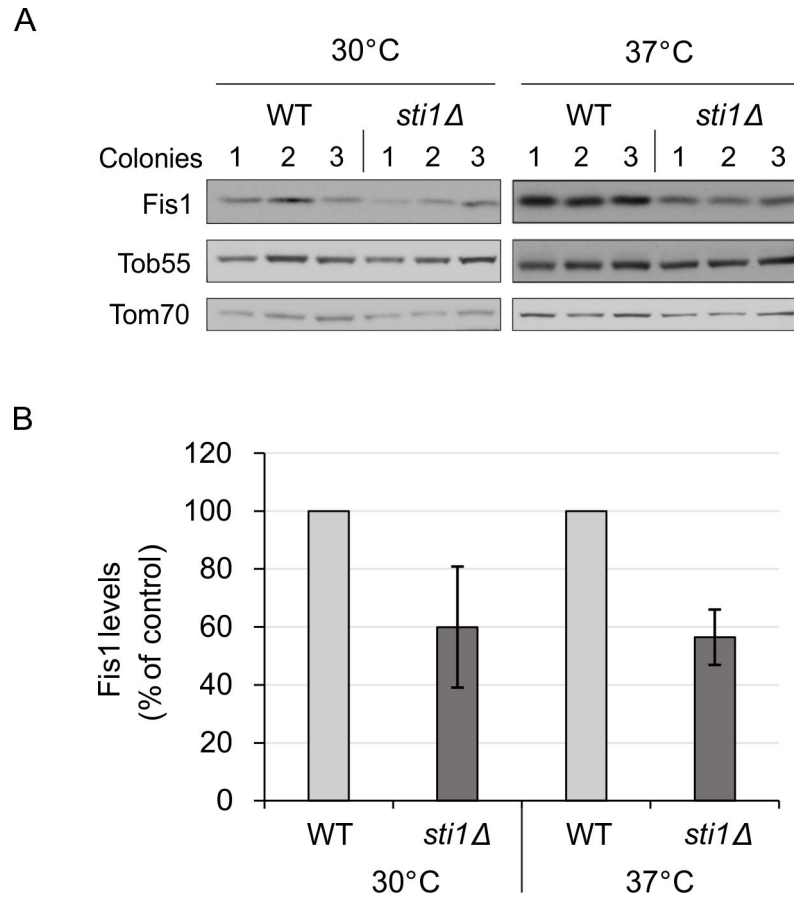 A
30°C 37°C
WT sti1Δ WT sti1Δ
Colonies 1 2 3 1 2 3 1 2 3 1 2 3
Fis1
Tob55
Tom70
B
120
100
80
60
40
20
0
Fis1 levels
(% of control)
WT sti1Δ WT sti1Δ
30°C 37°C